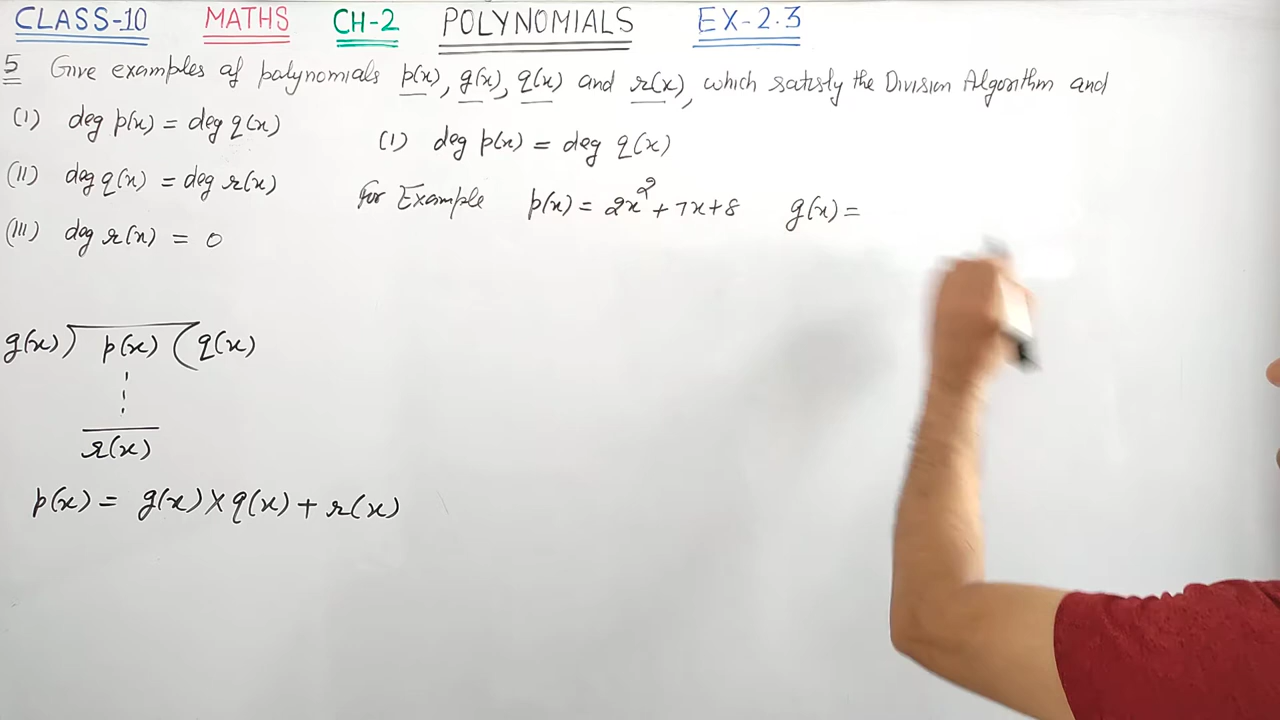 CLASS-10 MATHS CH-2 POLYNOMIALS EX-2.3
5 Give examples of polynomials p(x), g(x), q(x) and r(x), which satisfy the Division Algorithm and
(I) deg p(x) = deg q(x)
(II) deg q(x) = deg r(x)
(III) deg r(x) = 0
(I) deg p(x) = deg q(x)
For Example p(x) = 2x² + 7x + 8 g(x) =
g(x)) p(x) (q(x)
r(x)
p(x) = g(x) × q(x) + r(x)